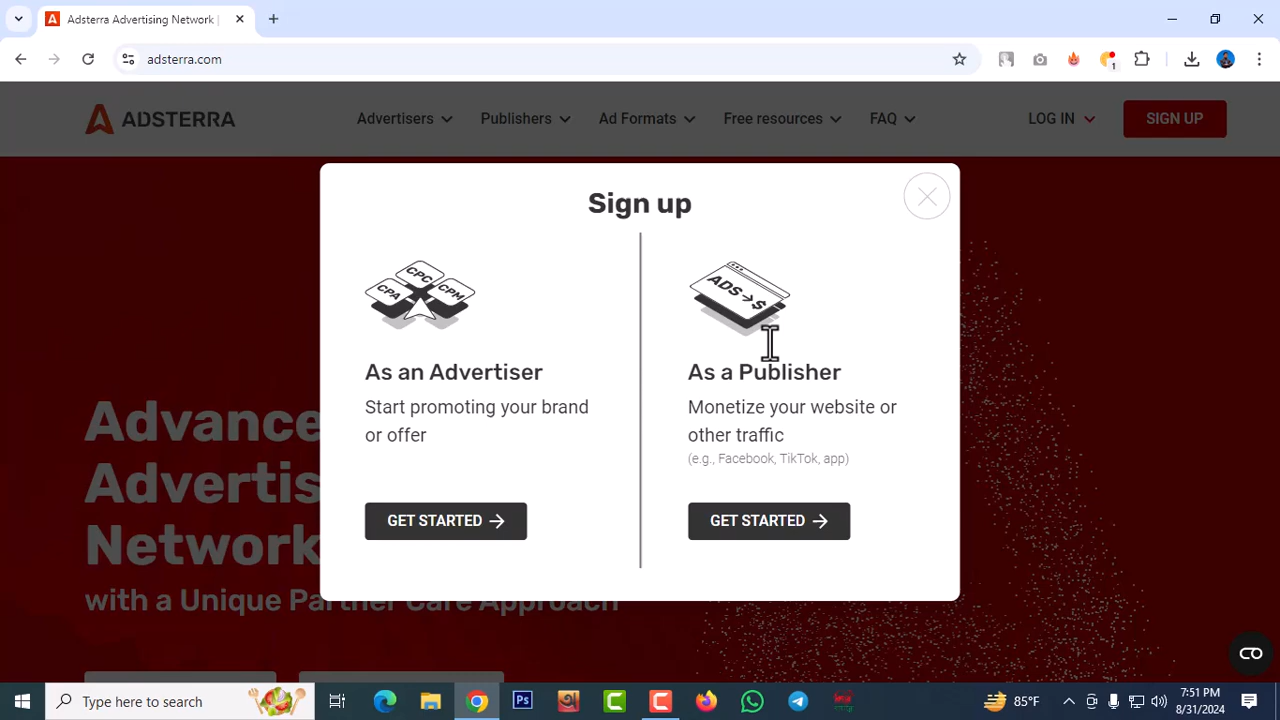 Adsterra Advertising Network |
adsterra.com
1
ADSTERRA
Advertisers
Publishers
Ad Formats
Free resources
FAQ
LOG IN
SIGN UP
Sign up
CPA CPC CPM
ADS→$
As an Advertiser
Start promoting your brand
or offer
GET STARTED →
As a Publisher
Monetize your website or
other traffic
(e.g., Facebook, TikTok, app)
GET STARTED →
Advance
Advertis
Network
with a Unique Partner Care Approach
Type here to search
Ps
85°F
7:51 PM
8/31/2024